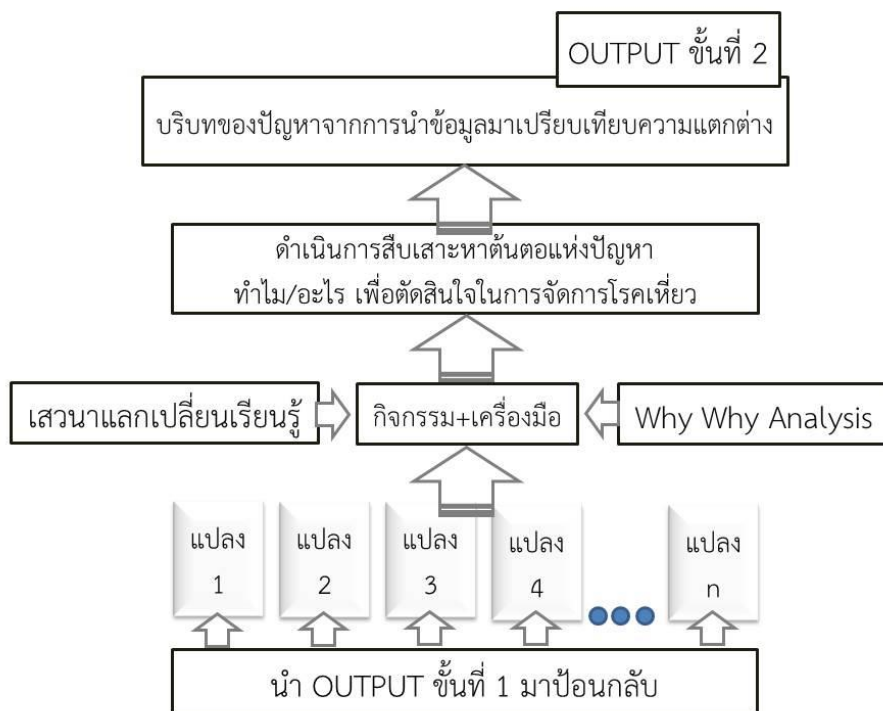 OUTPUT ขั้นที่ 2
บริบทของปัญหาจากการนำข้อมูลมาเปรียบเทียบความแตกต่าง
ดำเนินการสืบเสาะหาต้นตอแห่งปัญหา
ทำไม/อะไร เพื่อตัดสินใจในการจัดการโรคเหี่ยว
เสวนาแลกเปลี่ยนเรียนรู้
กิจกรรม+เครื่องมือ
Why Why Analysis
แปลง
1
แปลง
2
แปลง
3
แปลง
4
แปลง
n
นำ OUTPUT ขั้นที่ 1 มาป้อนกลับ